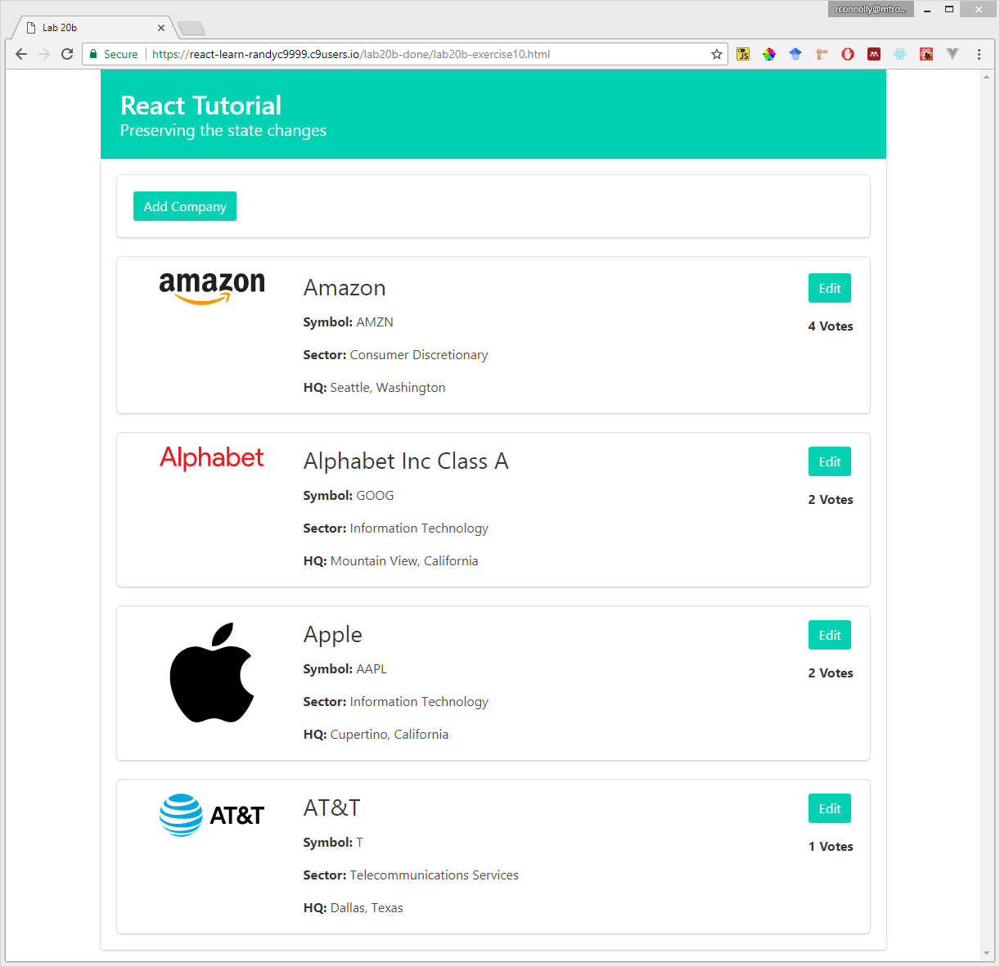 rconnolly@mtro...
Lab 20b
Secure
https://react-learn-randyc9999.c9users.io/lab20b-done/lab20b-exercise10.html
JS
React Tutorial
Preserving the state changes
Add Company
amazon
Amazon
Edit
Symbol: AMZN
4 Votes
Sector: Consumer Discretionary
HQ: Seattle, Washington
Alphabet
Alphabet Inc Class A
Edit
Symbol: GOOG
2 Votes
Sector: Information Technology
HQ: Mountain View, California
Apple
Edit
Symbol: AAPL
2 Votes
Sector: Information Technology
HQ: Cupertino, California
AT&T
AT&T
Edit
Symbol: T
1 Votes
Sector: Telecommunications Services
HQ: Dallas, Texas